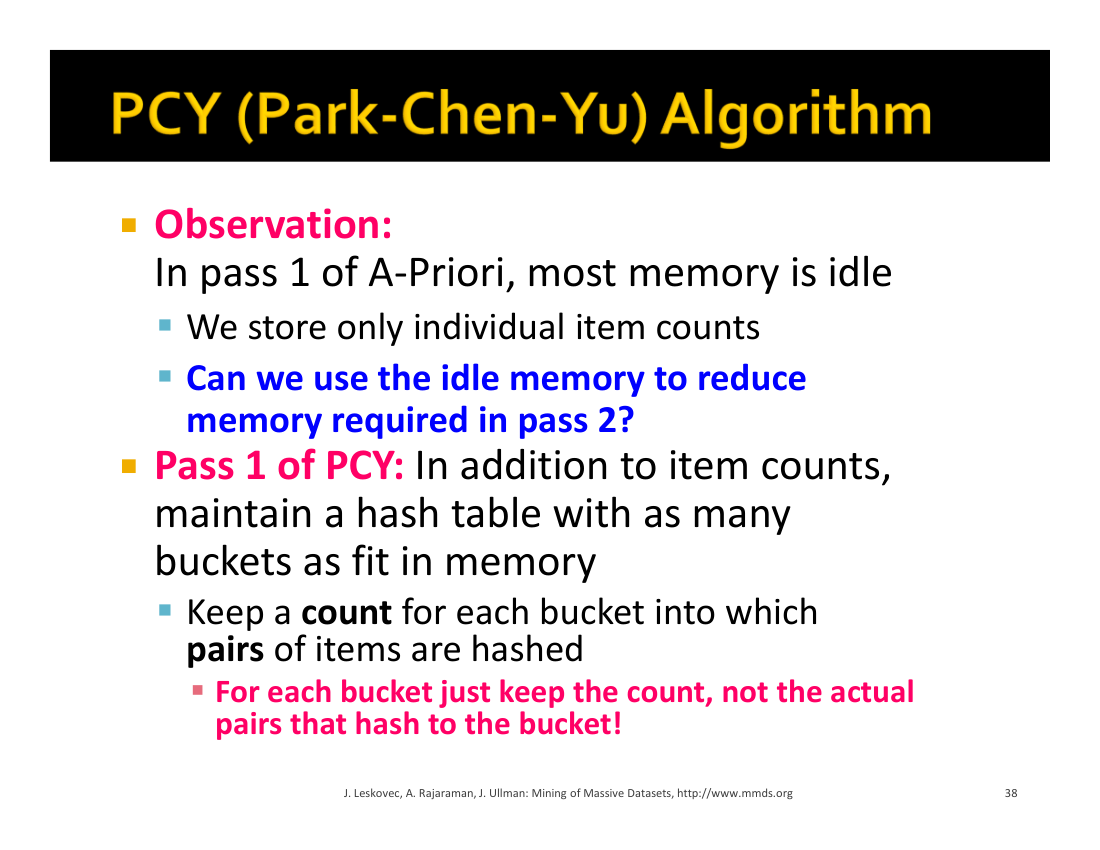 PCY (Park-Chen-Yu) Algorithm
Observation:
In pass 1 of A-Priori, most memory is idle
We store only individual item counts
Can we use the idle memory to reduce
memory required in pass 2?
Pass 1 of PCY: In addition to item counts,
maintain a hash table with as many
buckets as fit in memory
Keep a count for each bucket into which
pairs of items are hashed
For each bucket just keep the count, not the actual
pairs that hash to the bucket!
J. Leskovec, A. Rajaraman, J. Ullman: Mining of Massive Datasets, http://www.mmds.org
38